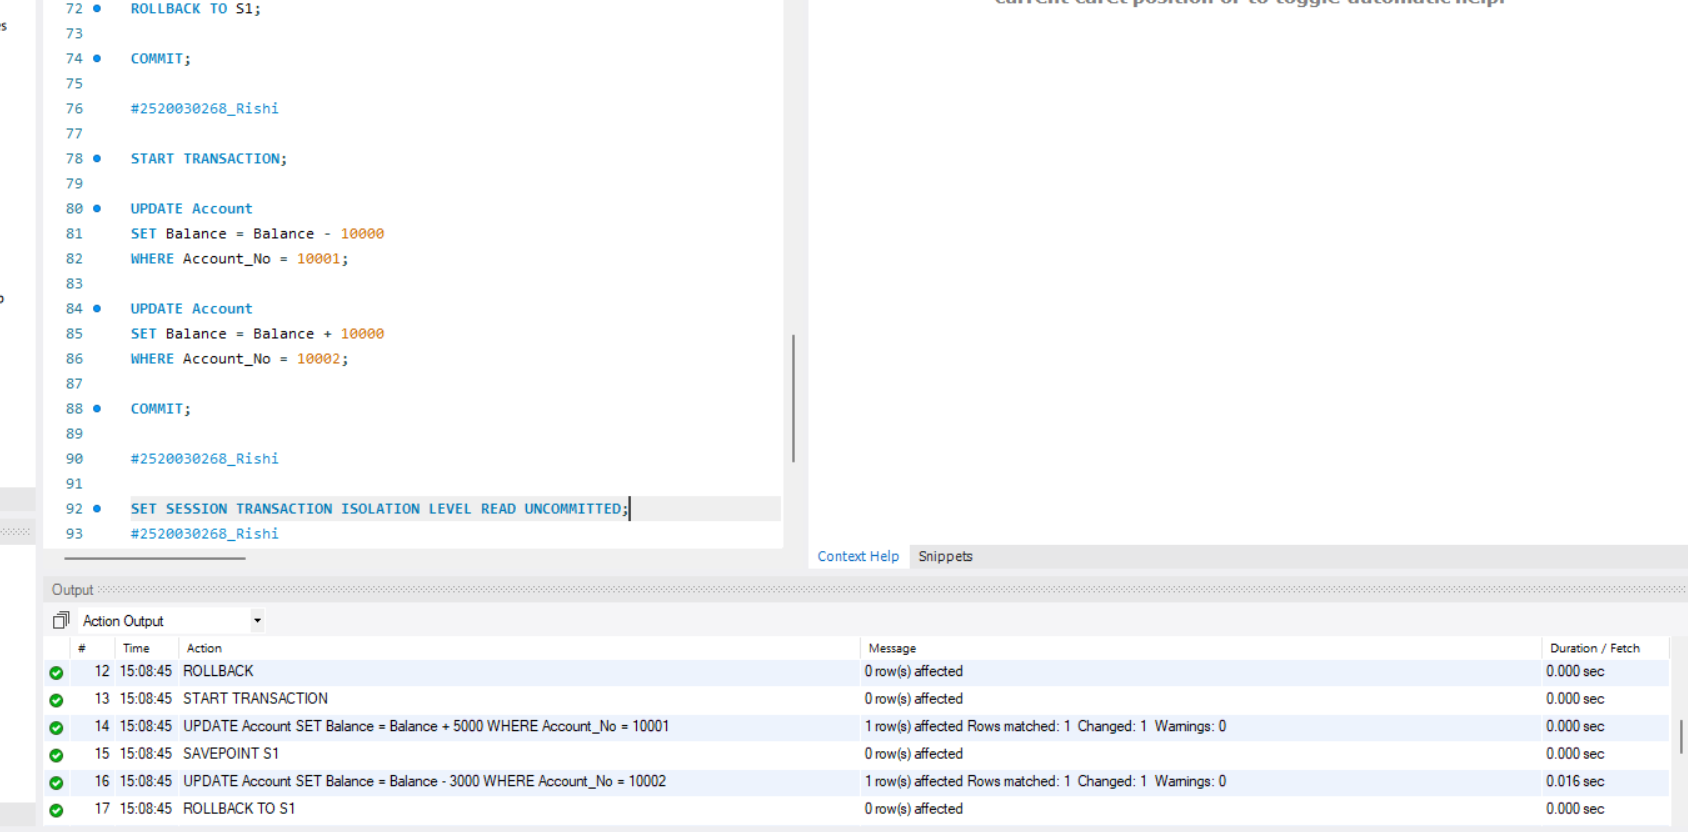 72 ROLLBACK TO S1;
73
74 COMMIT;
75
76 #2520030268_Rishi
77
78 START TRANSACTION;
79
80 UPDATE Account
81 SET Balance = Balance - 10000
82 WHERE Account_No = 10001;
83
84 UPDATE Account
85 SET Balance = Balance + 10000
86 WHERE Account_No = 10002;
87
88 COMMIT;
89
90 #2520030268_Rishi
91
92 SET SESSION TRANSACTION ISOLATION LEVEL READ UNCOMMITTED;
93 #2520030268_Rishi
current caret position or to toggle automatic help.
Context Help Snippets
Output
Action Output
# Time Action Message Duration / Fetch
12 15:08:45 ROLLBACK 0 row(s) affected 0.000 sec
13 15:08:45 START TRANSACTION 0 row(s) affected 0.000 sec
14 15:08:45 UPDATE Account SET Balance = Balance + 5000 WHERE Account_No = 10001 1 row(s) affected Rows matched: 1 Changed: 1 Warnings: 0 0.000 sec
15 15:08:45 SAVEPOINT S1 0 row(s) affected 0.000 sec
16 15:08:45 UPDATE Account SET Balance = Balance - 3000 WHERE Account_No = 10002 1 row(s) affected Rows matched: 1 Changed: 1 Warnings: 0 0.016 sec
17 15:08:45 ROLLBACK TO S1 0 row(s) affected 0.000 sec